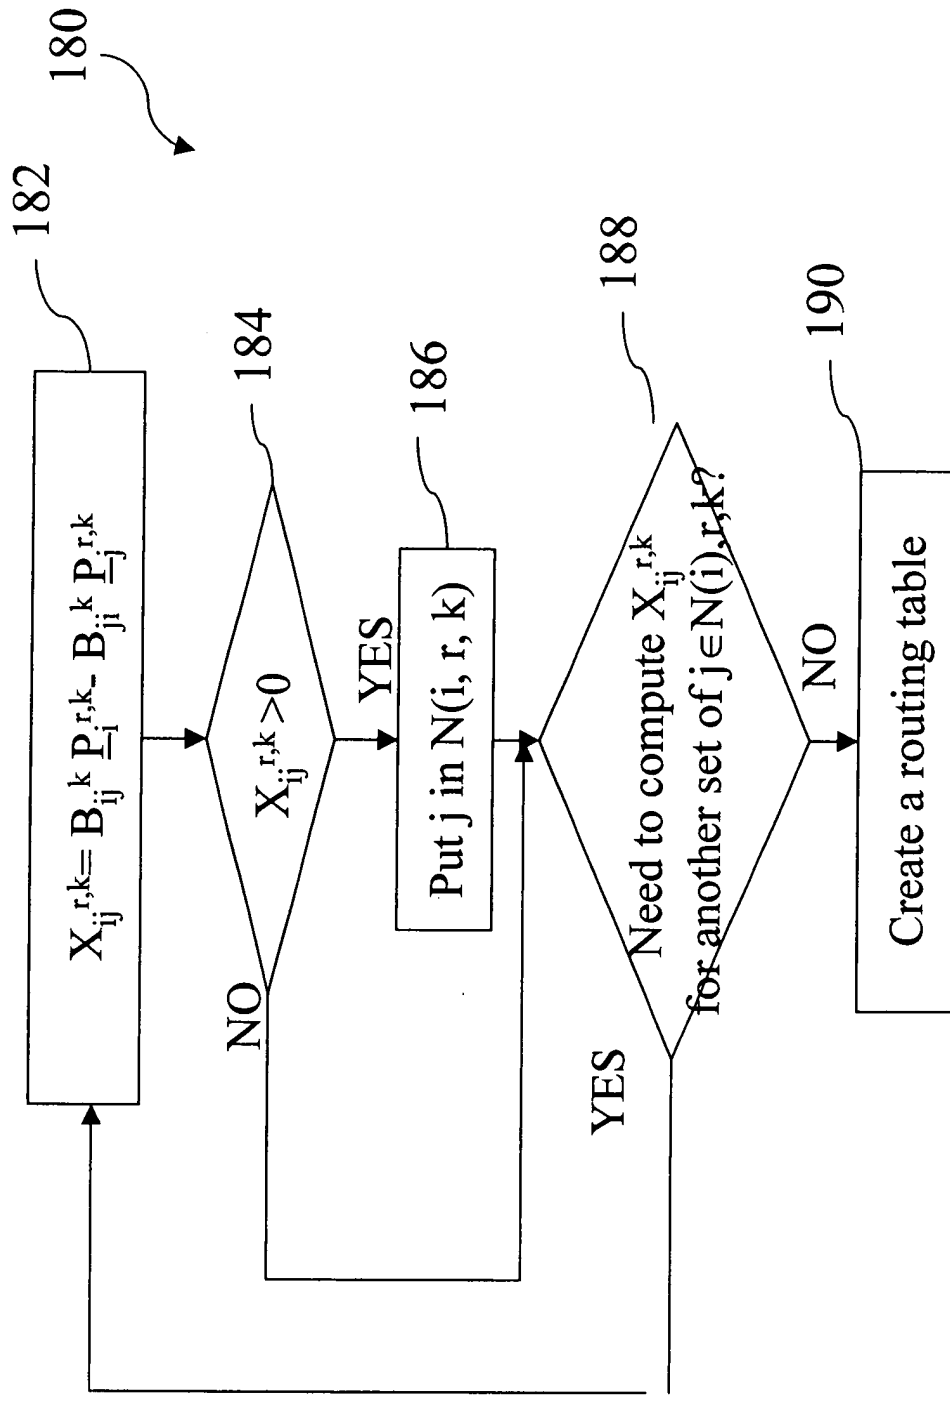 180
182
X_ij^r,k = B_ij^k P_i^r,k - B_ji^k P_j^r,k
184
X_ij^r,k >0
NO
YES
186
Put j in N(i, r, k)
188
Need to compute X_ij^r,k
for another set of j∈N(i),r,k?
YES
NO
190
Create a routing table